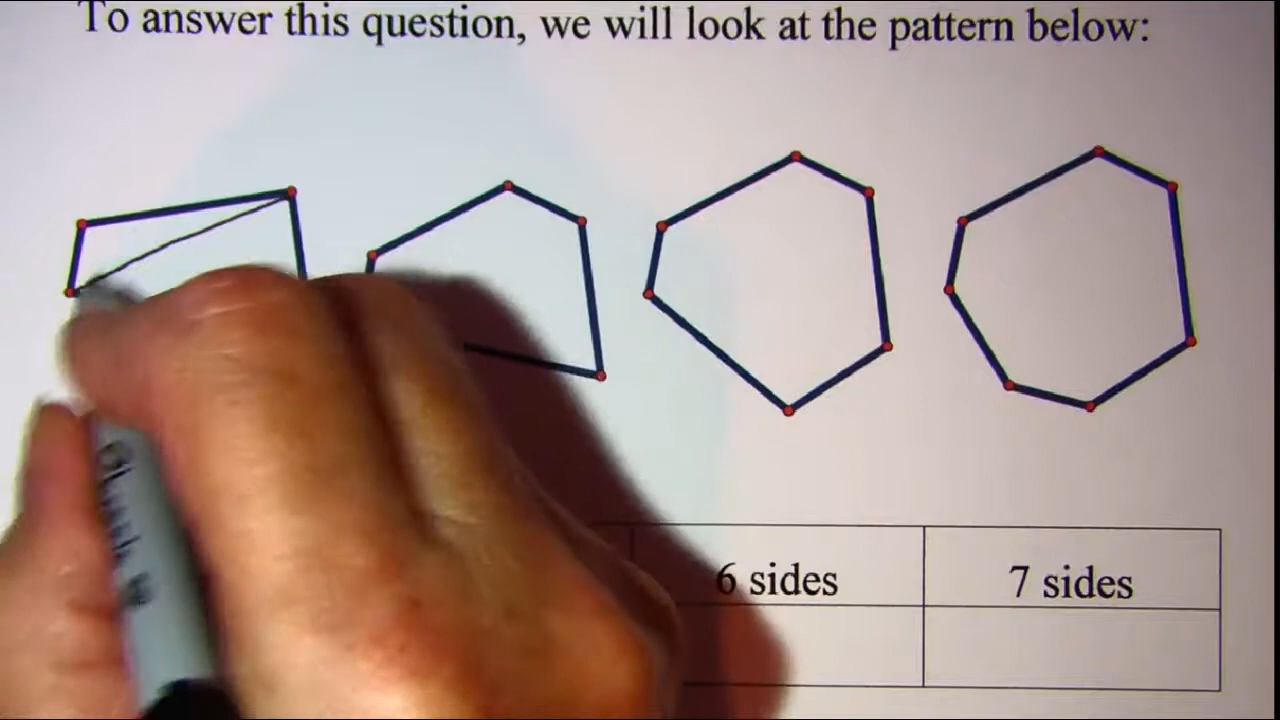 To answer this question, we will look at the pattern below:
6 sides
7 sides